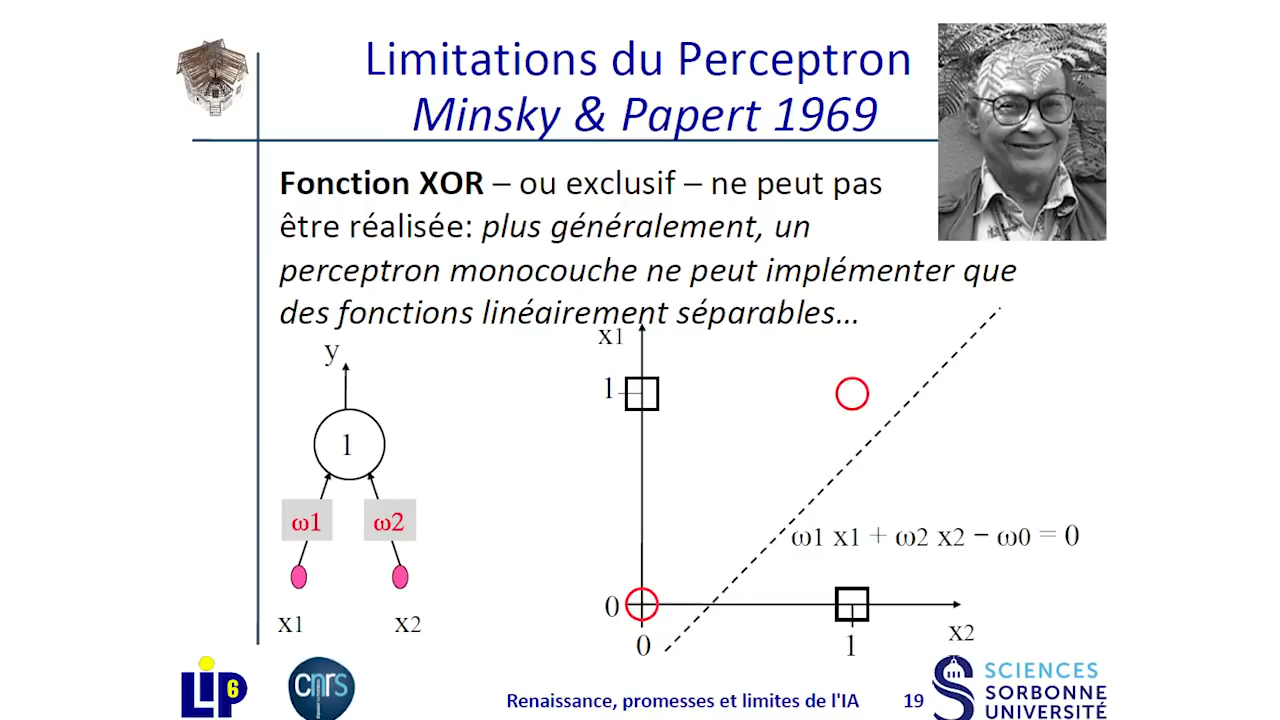 Limitations du Perceptron
Minsky & Papert 1969
Fonction XOR – ou exclusif – ne peut pas
être réalisée: plus généralement, un
perceptron monocouche ne peut implémenter que
des fonctions linéairement séparables…
y
1
ω1
ω2
x1
x2
x1
1
0
0
1
x2
ω1 x1 + ω2 x2 − ω0 = 0
LIP6
cnrs
Renaissance, promesses et limites de l'IA
19
SCIENCES
SORBONNE
UNIVERSITÉ